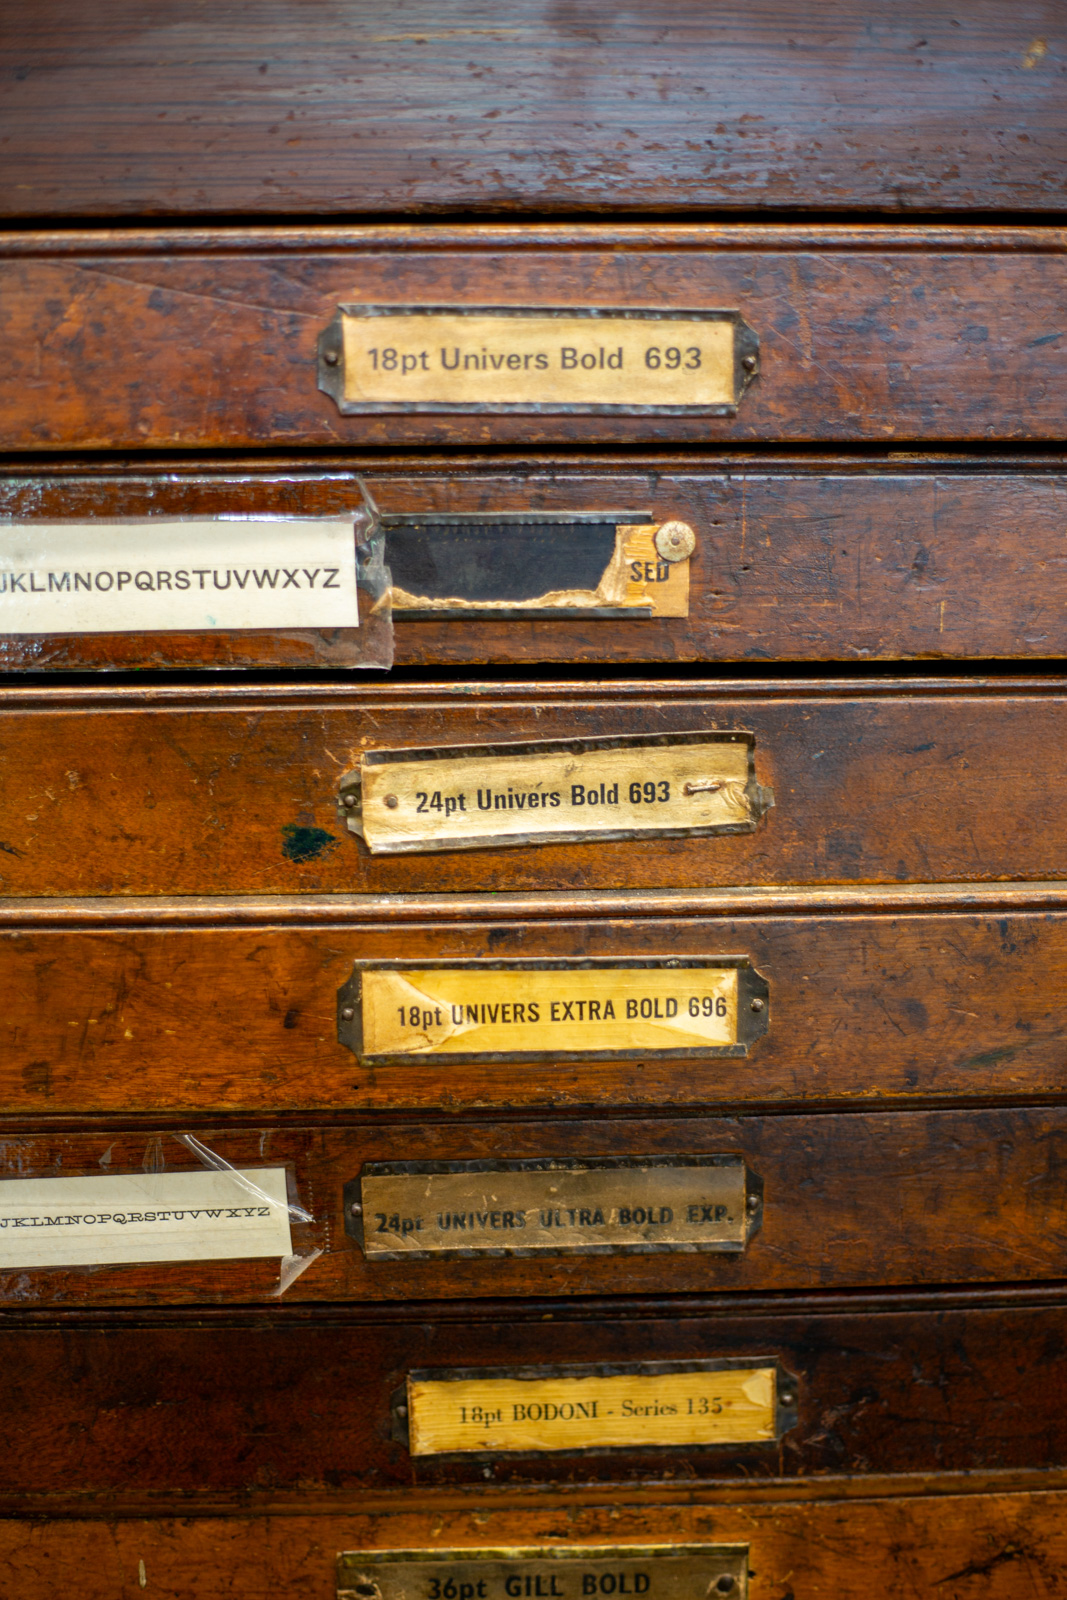 18pt Univers Bold 693
JKLMNOPQRSTUVWXYZ
SED
24pt Univers Bold 693
18pt UNIVERS EXTRA BOLD 696
JKLMNOPQRSTUVWXYZ
24pt UNIVERS ULTRA BOLD EXP.
18pt BODONI - Series 135
36pt GILL BOLD